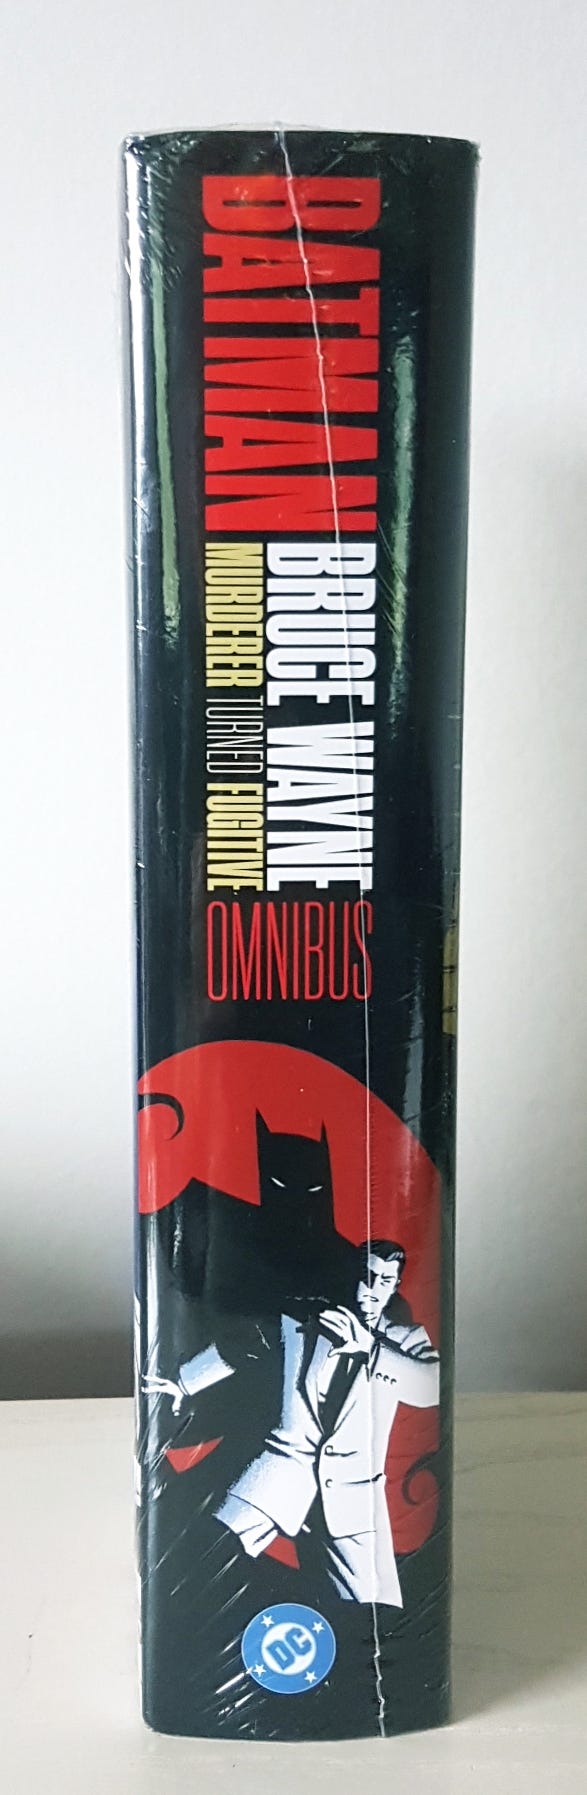 BATMAN
BRUCE WAYNE
MURDERER TURNED FUGITIVE
OMNIBUS
DC